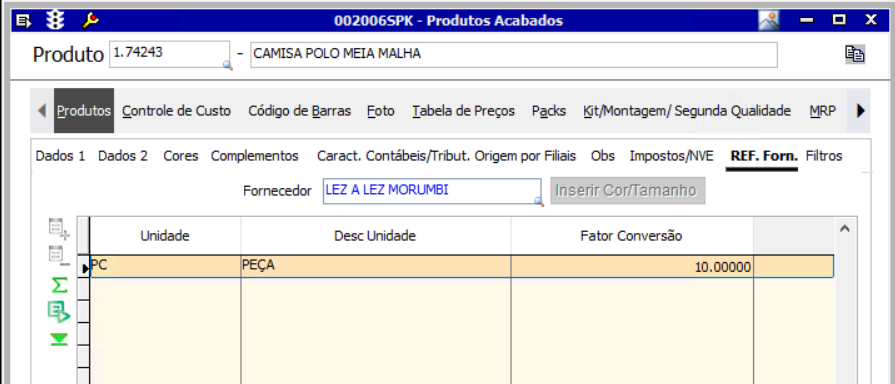 002006SPK - Produtos Acabados
Produto 1.74243 - CAMISA POLO MEIA MALHA
Produtos Controle de Custo Código de Barras Foto Tabela de Preços Packs Kit/Montagem/ Segunda Qualidade MRP
Dados 1 Dados 2 Cores Complementos Caract. Contábeis/Tribut. Origem por Filiais Obs Impostos/NVE REF. Forn. Filtros
Fornecedor LEZ A LEZ MORUMBI Inserir Cor/Tamanho
Unidade Desc Unidade Fator Conversão
PC PEÇA 10.00000